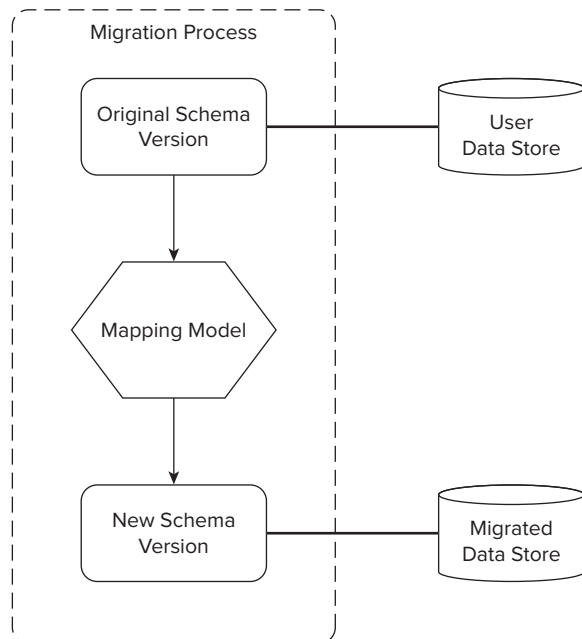 Migration Process
Original Schema
Version
User
Data Store
Mapping Model
New Schema
Version
Migrated
Data Store